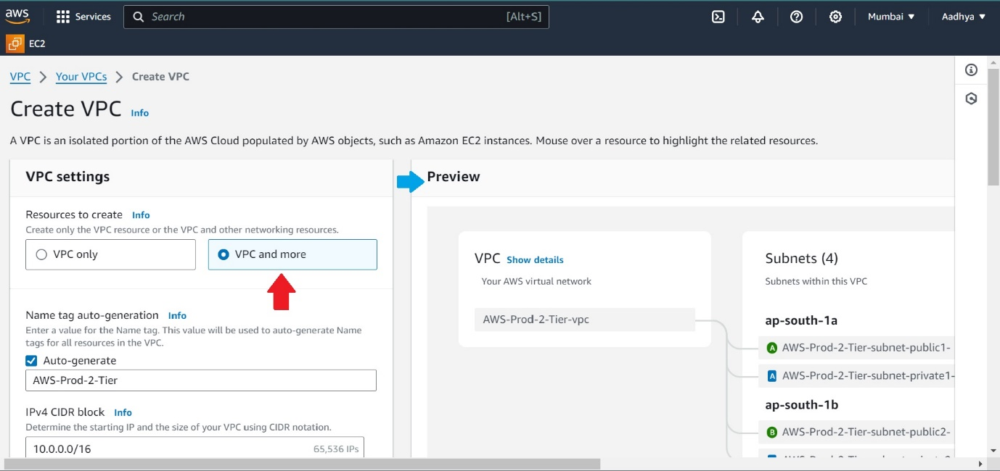 aws
Services
Search
[Alt+S]
Mumbai
Aadhya
EC2
VPC
Your VPCs
Create VPC
Create VPC Info
A VPC is an isolated portion of the AWS Cloud populated by AWS objects, such as Amazon EC2 instances. Mouse over a resource to highlight the related resources.
VPC settings
Resources to create Info
Create only the VPC resource or the VPC and other networking resources.
VPC only
VPC and more
Name tag auto-generation Info
Enter a value for the Name tag. This value will be used to auto-generate Name
tags for all resources in the VPC.
Auto-generate
AWS-Prod-2-Tier
IPv4 CIDR block Info
Determine the starting IP and the size of your VPC using CIDR notation.
10.0.0.0/16
65,536 IPs
Preview
VPC Show details
Your AWS virtual network
AWS-Prod-2-Tier-vpc
Subnets (4)
Subnets within this VPC
ap-south-1a
A AWS-Prod-2-Tier-subnet-public1-
A AWS-Prod-2-Tier-subnet-private1-
ap-south-1b
B AWS-Prod-2-Tier-subnet-public2-